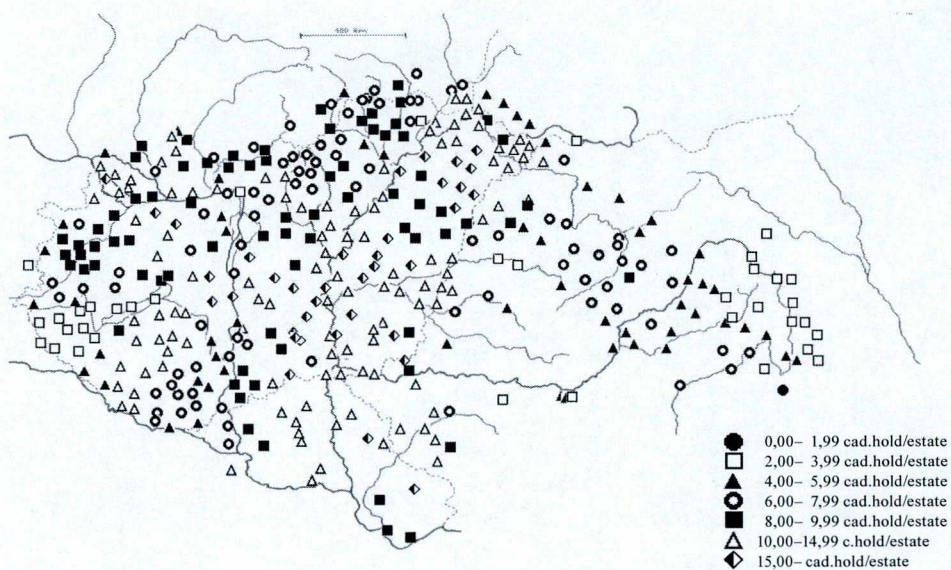 100 Km
0,00– 1,99 cad.hold/estate
2,00– 3,99 cad.hold/estate
4,00– 5,99 cad.hold/estate
6,00– 7,99 cad.hold/estate
8,00– 9,99 cad.hold/estate
10,00–14,99 c.hold/estate
15,00– cad.hold/estate